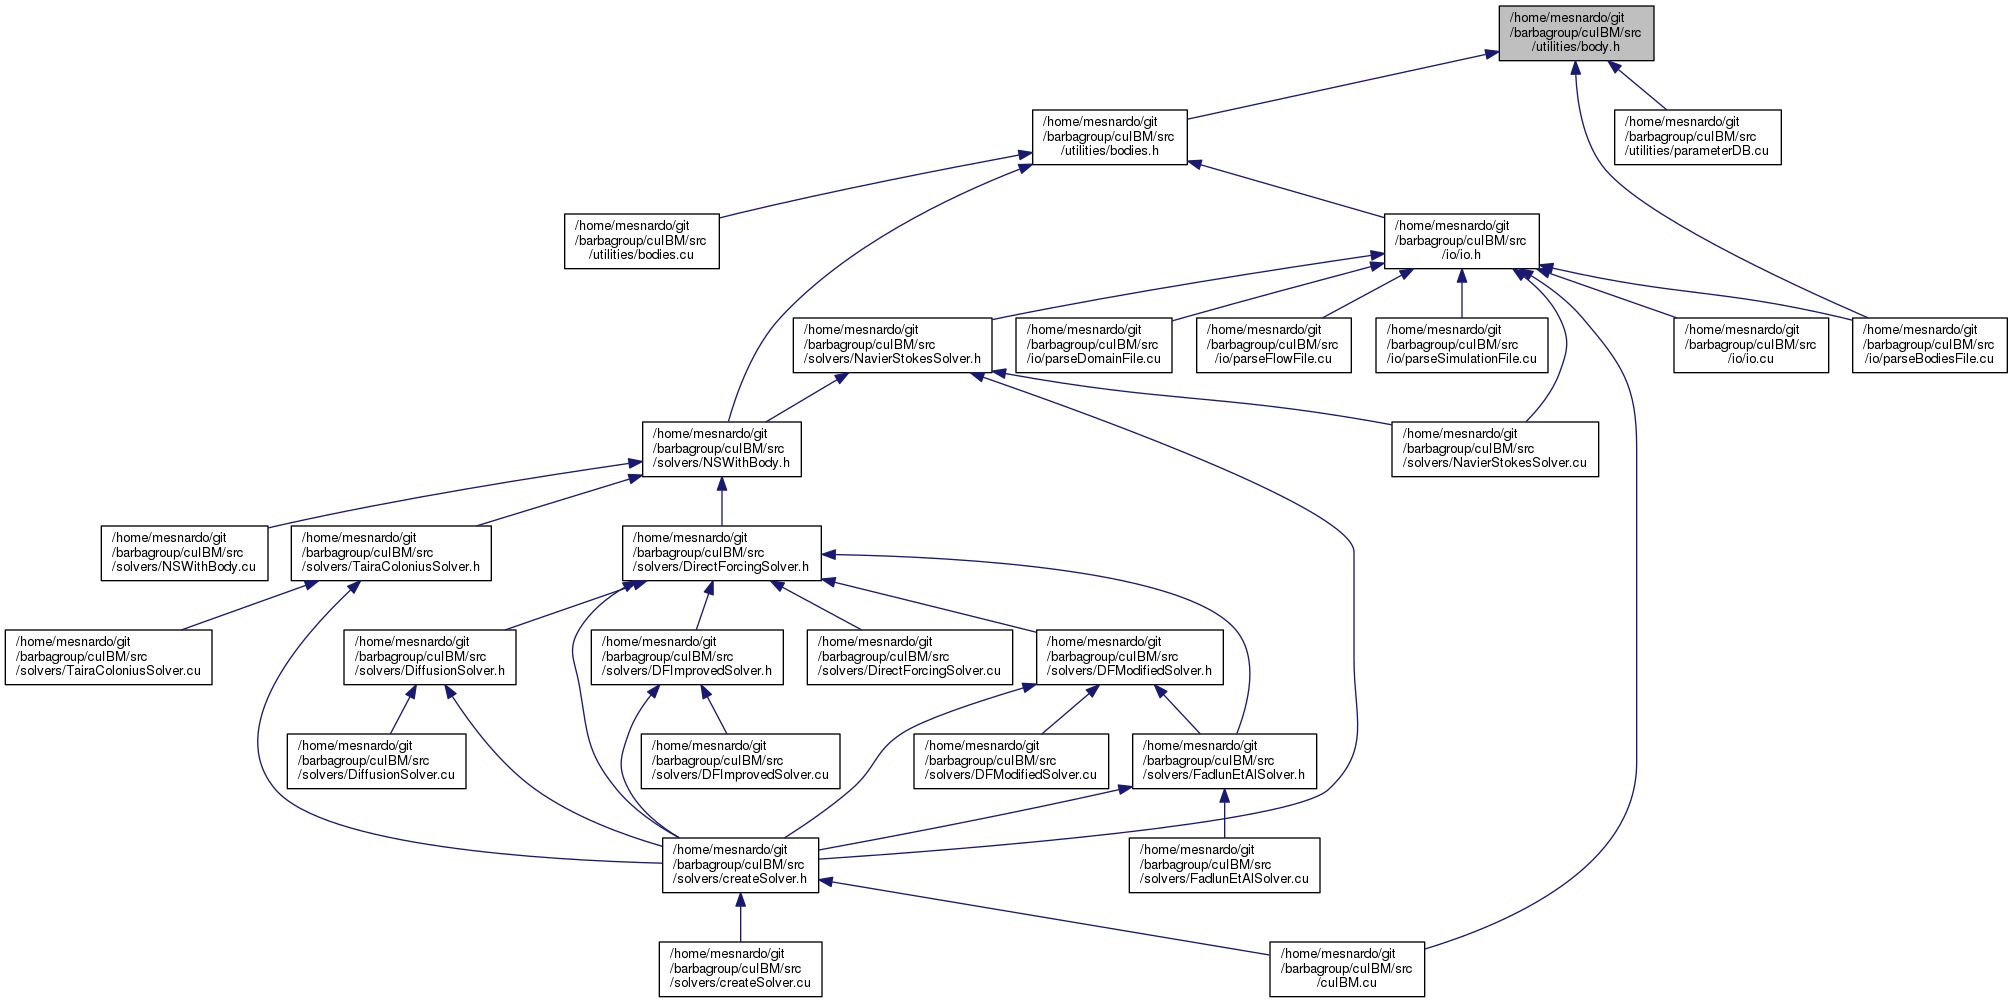 /home/mesnardo/git
/barbagroup/cuIBM/src
/utilities/body.h
/home/mesnardo/git
/barbagroup/cuIBM/src
/utilities/bodies.h
/home/mesnardo/git
/barbagroup/cuIBM/src
/utilities/parameterDB.cu
/home/mesnardo/git
/barbagroup/cuIBM/src
/utilities/bodies.cu
/home/mesnardo/git
/barbagroup/cuIBM/src
/io/io.h
/home/mesnardo/git
/barbagroup/cuIBM/src
/solvers/NavierStokesSolver.h
/home/mesnardo/git
/barbagroup/cuIBM/src
/io/parseDomainFile.cu
/home/mesnardo/git
/barbagroup/cuIBM/src
/io/parseFlowFile.cu
/home/mesnardo/git
/barbagroup/cuIBM/src
/io/parseSimulationFile.cu
/home/mesnardo/git
/barbagroup/cuIBM/src
/io/io.cu
/home/mesnardo/git
/barbagroup/cuIBM/src
/io/parseBodiesFile.cu
/home/mesnardo/git
/barbagroup/cuIBM/src
/solvers/NSWithBody.h
/home/mesnardo/git
/barbagroup/cuIBM/src
/solvers/NavierStokesSolver.cu
/home/mesnardo/git
/barbagroup/cuIBM/src
/solvers/NSWithBody.cu
/home/mesnardo/git
/barbagroup/cuIBM/src
/solvers/TairaColoniusSolver.h
/home/mesnardo/git
/barbagroup/cuIBM/src
/solvers/DirectForcingSolver.h
/home/mesnardo/git
/barbagroup/cuIBM/src
/solvers/TairaColoniusSolver.cu
/home/mesnardo/git
/barbagroup/cuIBM/src
/solvers/DiffusionSolver.h
/home/mesnardo/git
/barbagroup/cuIBM/src
/solvers/DFImprovedSolver.h
/home/mesnardo/git
/barbagroup/cuIBM/src
/solvers/DirectForcingSolver.cu
/home/mesnardo/git
/barbagroup/cuIBM/src
/solvers/DFModifiedSolver.h
/home/mesnardo/git
/barbagroup/cuIBM/src
/solvers/DiffusionSolver.cu
/home/mesnardo/git
/barbagroup/cuIBM/src
/solvers/DFImprovedSolver.cu
/home/mesnardo/git
/barbagroup/cuIBM/src
/solvers/DFModifiedSolver.cu
/home/mesnardo/git
/barbagroup/cuIBM/src
/solvers/FadlunEtAlSolver.h
/home/mesnardo/git
/barbagroup/cuIBM/src
/solvers/createSolver.h
/home/mesnardo/git
/barbagroup/cuIBM/src
/solvers/FadlunEtAlSolver.cu
/home/mesnardo/git
/barbagroup/cuIBM/src
/solvers/createSolver.cu
/home/mesnardo/git
/barbagroup/cuIBM/src
/cuIBM.cu